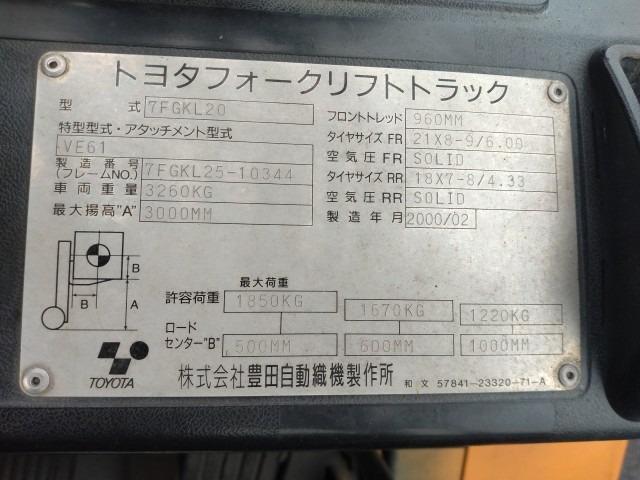 トヨタフォークリフトトラック
型 式 7FGKL20
特型型式・アタッチメント型式
VE61
製造番号
(フレームNO.) 7FGKL25-10344
車両重量 3260KG
最大揚高"A" 3000MM
フロントトレッド 960MM
タイヤサイズ FR 21X8-9/6.00
空気圧 FR SOLID
タイヤサイズ RR 18X7-8/4.33
空気圧 RR SOLID
製造年月 2000/02
B
B
A
最大荷重
許容荷重 1850KG 1670KG 1220KG
ロード
センター"B" 500MM 600MM 1000MM
TOYOTA
株式会社豊田自動織機製作所
和文 57841-23320-71-A